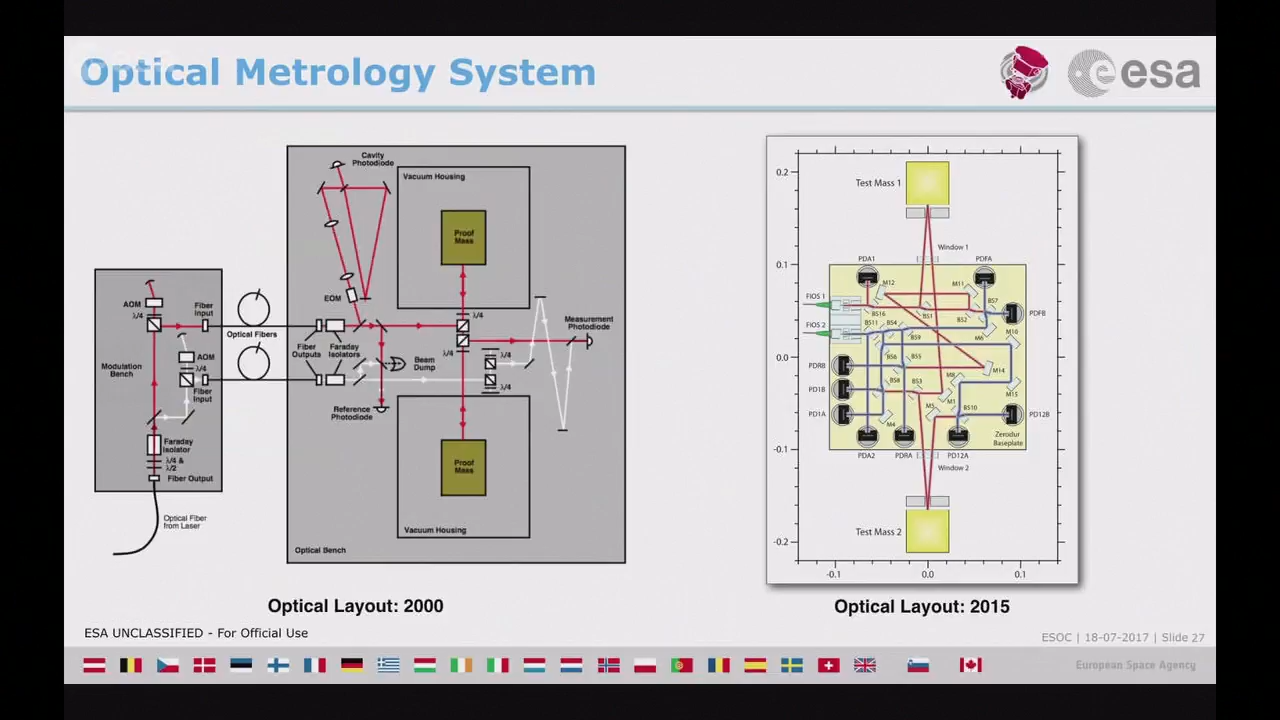 Optical Metrology System
esa
Cavity
Photodiode
Vacuum Housing
Proof
Mass
EOM
λ/4
AOM
λ/4
Fiber
Input
Optical Fibers
AOM
λ/4
Modulation
Bench
Fiber
Input
Fiber
Outputs
Faraday
Isolators
Beam
Dump
λ/4
λ/4
λ/4
Measurement
Photodiode
Reference
Photodiode
Faraday
Isolator
λ/4 &
λ/2
Fiber Output
Optical Fiber
from Laser
Proof
Mass
Vacuum Housing
Optical Bench
Optical Layout: 2000
0.2
0.1
0.0
-0.1
-0.2
-0.1
0.0
0.1
Test Mass 1
Window 1
PDA1
PDFA
M12
M11
FIOS 1
BS16
BS1
BS2
BS7
PDFB
FIOS 2
BS11
BS4
BS9
M6
M10
PDRB
BS6
BS5
M14
PD1B
BS8
BS3
M8
M15
M5
M1
PD1A
M4
BS10
PD12B
PDA2
PDRA
PD12A
Zerodur
Baseplate
Window 2
Test Mass 2
Optical Layout: 2015
ESA UNCLASSIFIED - For Official Use
ESOC | 18-07-2017 | Slide 27
European Space Agency